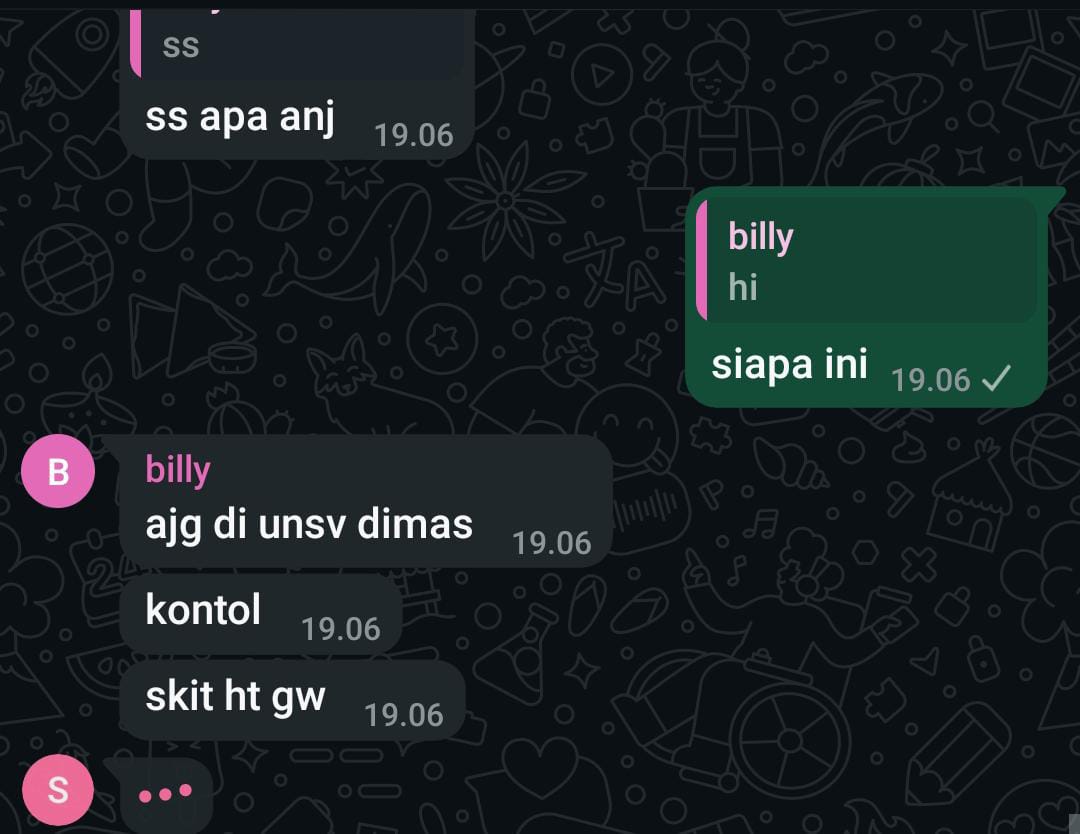 ss
ss apa anj 19.06
billy
hi
siapa ini 19.06
B
billy
ajg di unsv dimas 19.06
kontol 19.06
skit ht gw 19.06
S